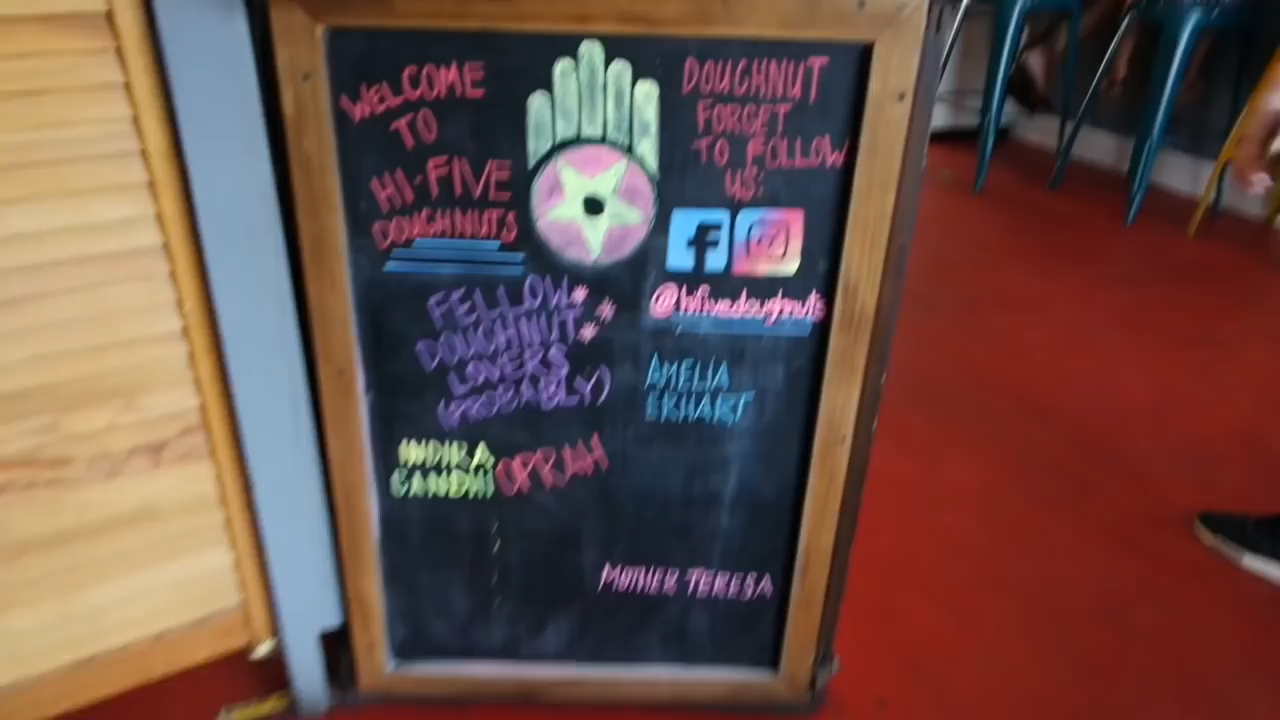 WELCOME
TO
HI-FIVE
DOUGHNUTS
DOUGHNUT
FORGET
TO FOLLOW
US:
@hifivedoughnuts
FELLOW
DOUGHNUT
LOVERS
(PROBABLY)
AMELIA
EKHART
INDIRA
GANDHI
OPRAH
MOTHER TERESA